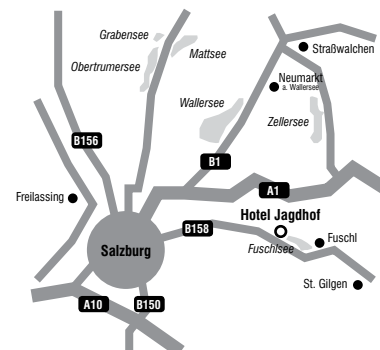 Grabensee
Mattsee
Obertrumersee
Straßwalchen
Neumarkt
a. Wallersee
Wallersee
Zellersee
B156
B1
A1
Freilassing
Hotel Jagdhof
B158
Salzburg
Fuschl
Fuschlsee
St. Gilgen
A10
B150